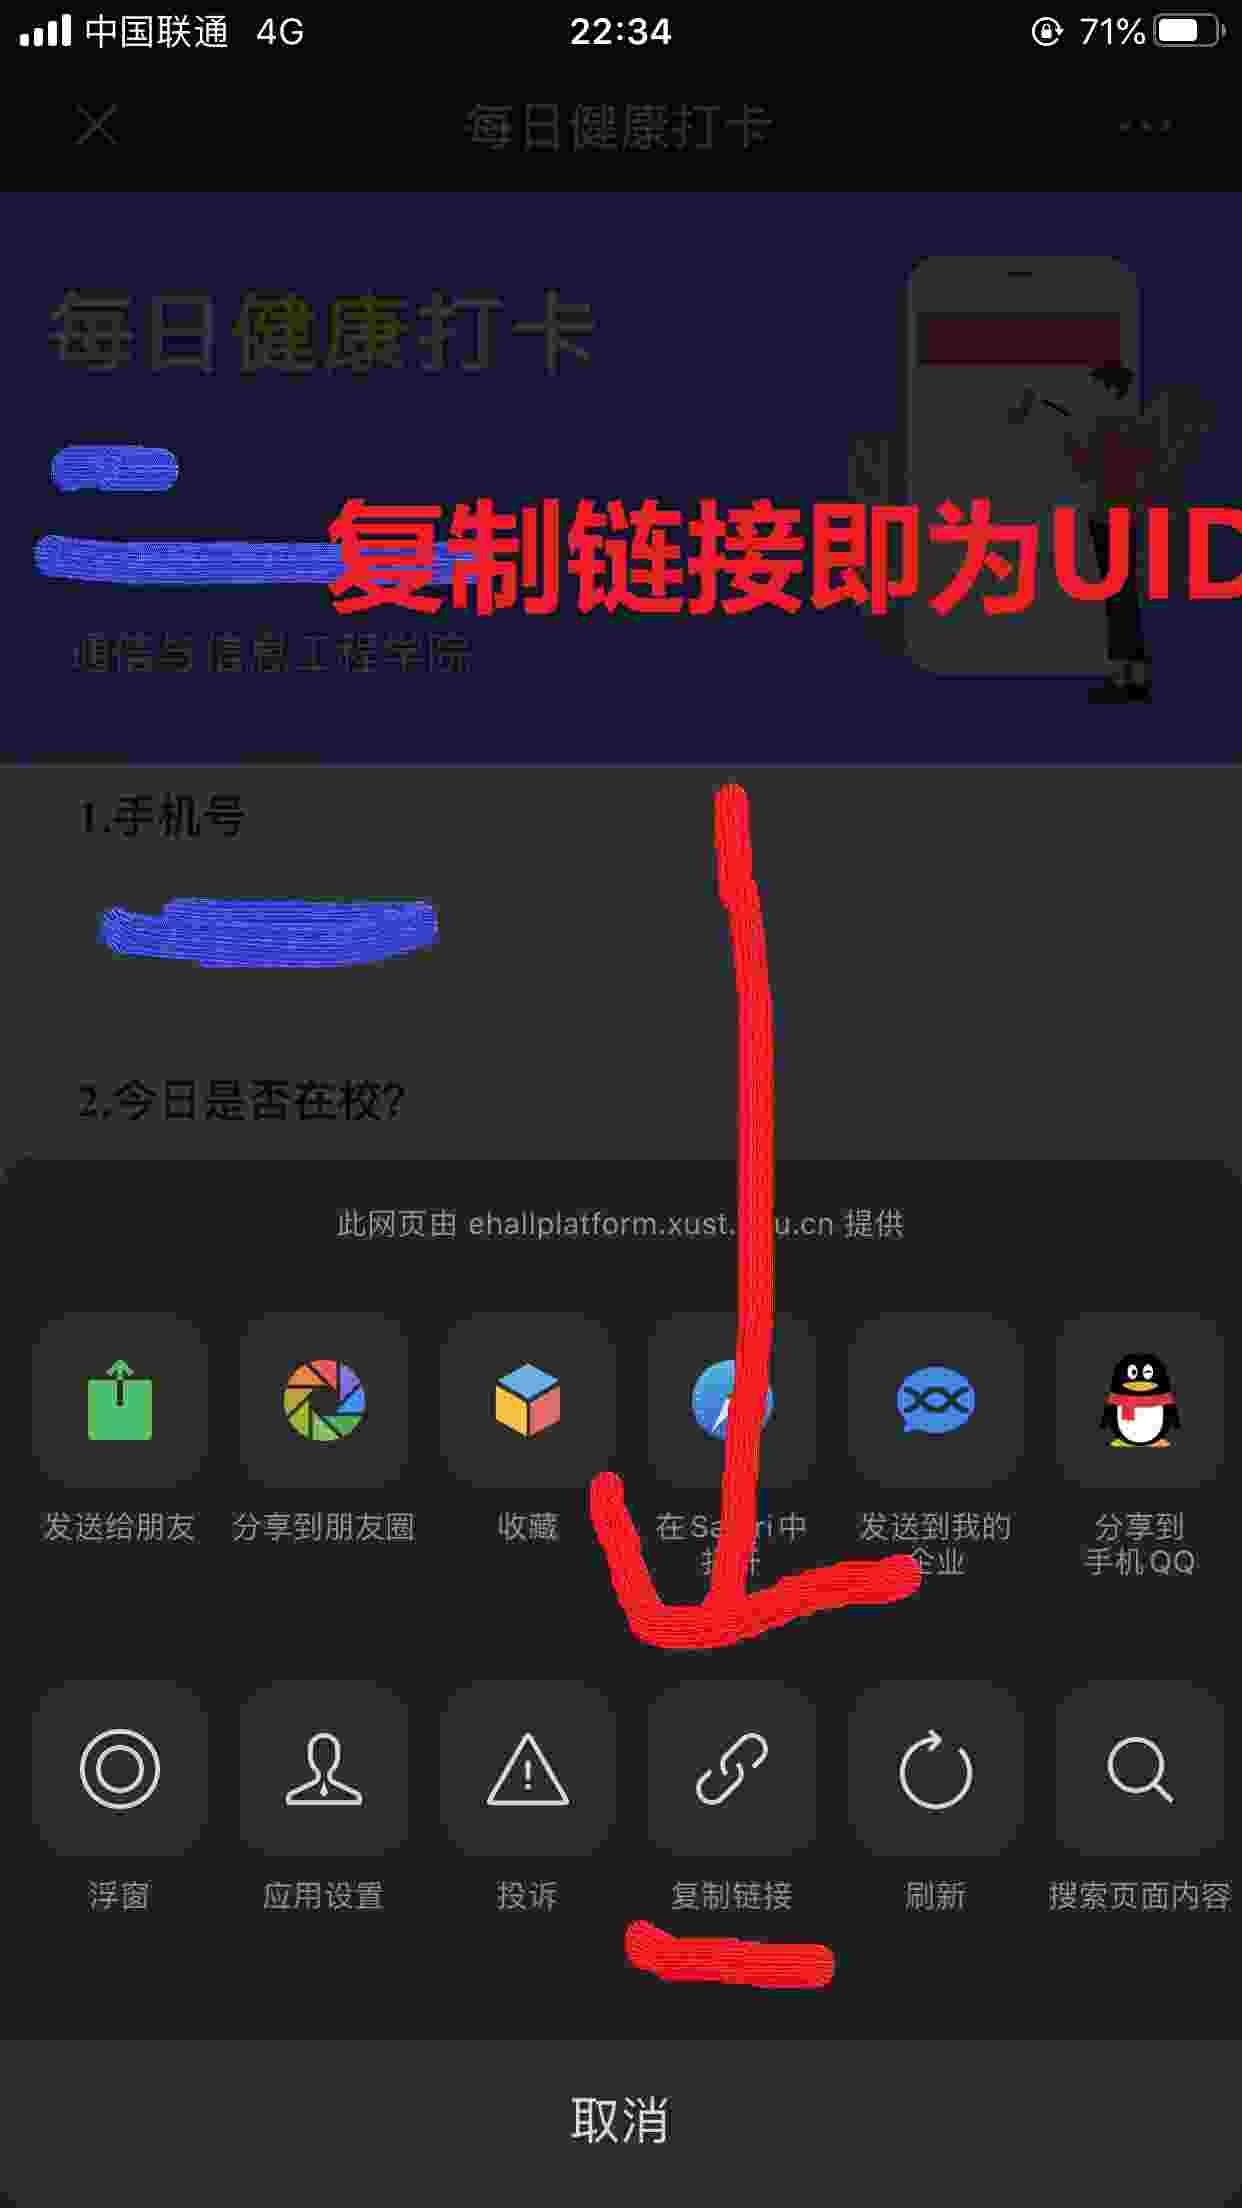 中国联通 4G 22:34 71%
每日健康打卡
每日健康打卡
复制链接即为UID
通信与信息工程学院
1.手机号
2.今日是否在校?
此网页由 ehallplatform.xust. u.cn 提供
发送给朋友 分享到朋友圈 收藏 在Safari中 发送到我的 分享到
企业 手机QQ
浮窗 应用设置 投诉 复制链接 刷新 搜索页面内容
取消